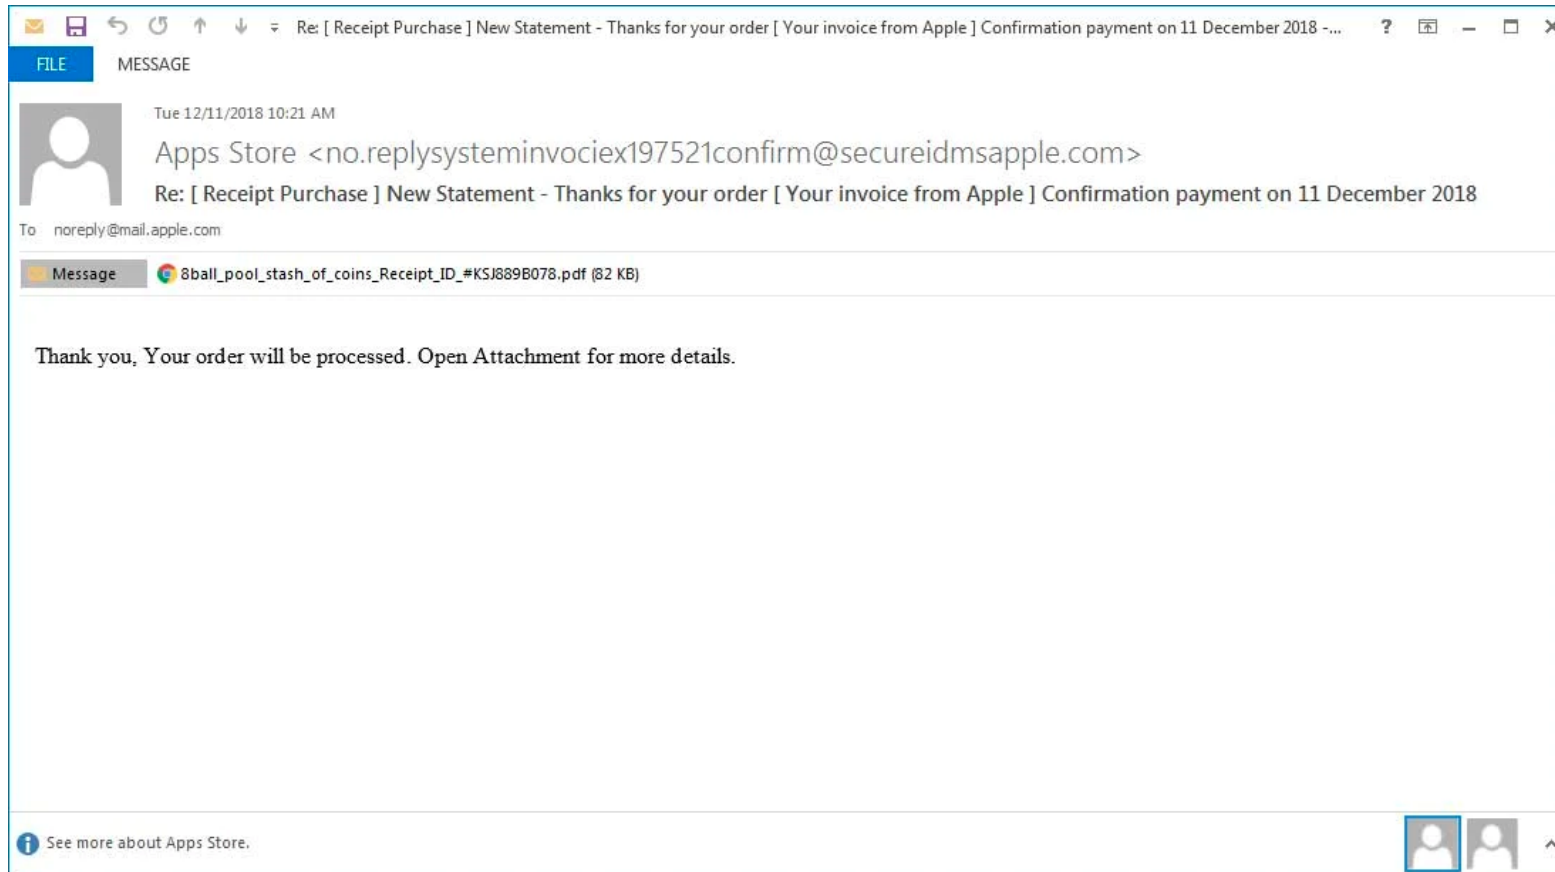 Re: [ Receipt Purchase ] New Statement - Thanks for your order [ Your invoice from Apple ] Confirmation payment on 11 December 2018 -... ?
FILE MESSAGE
Tue 12/11/2018 10:21 AM
Apps Store <no.replysysteminvociex197521confirm@secureidmsapple.com>
Re: [ Receipt Purchase ] New Statement - Thanks for your order [ Your invoice from Apple ] Confirmation payment on 11 December 2018
To noreply@mail.apple.com
Message 8ball_pool_stash_of_coins_Receipt_ID_#KSJ889B078.pdf (82 KB)
Thank you, Your order will be processed. Open Attachment for more details.
See more about Apps Store.